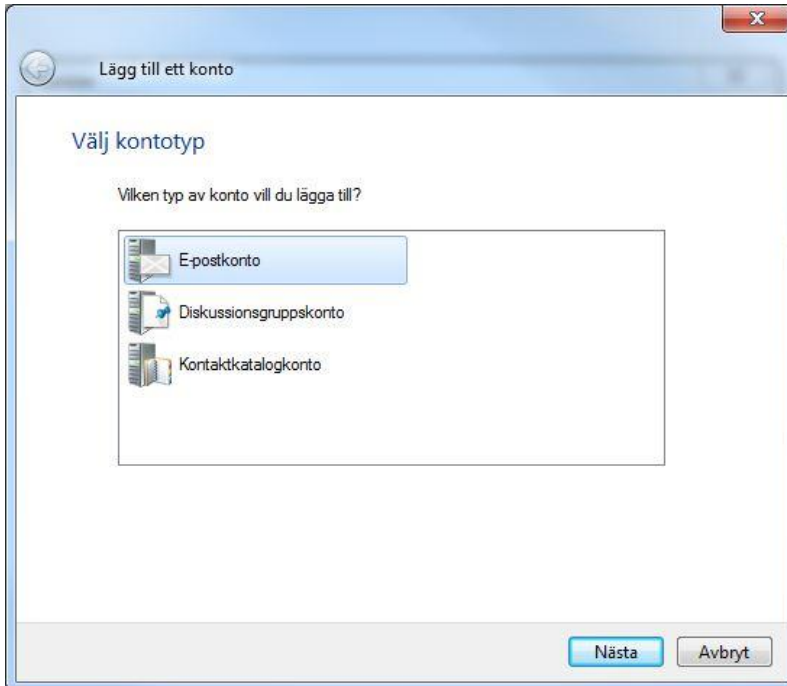 Lägg till ett konto
Välj kontotyp
Vilken typ av konto vill du lägga till?
E-postkonto
Diskussionsgruppskonto
Kontaktkatalogkonto
Nästa Avbryt